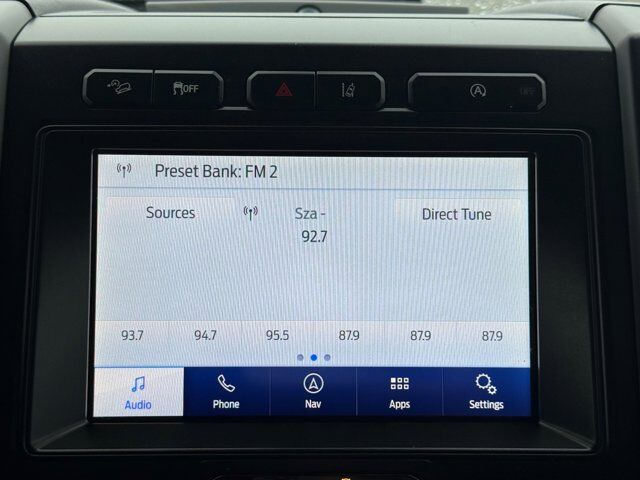 OFF
OFF
Preset Bank: FM 2
Sources
Sza -
Direct Tune
92.7
93.7 94.7 95.5 87.9 87.9 87.9
Audio Phone Nav Apps Settings